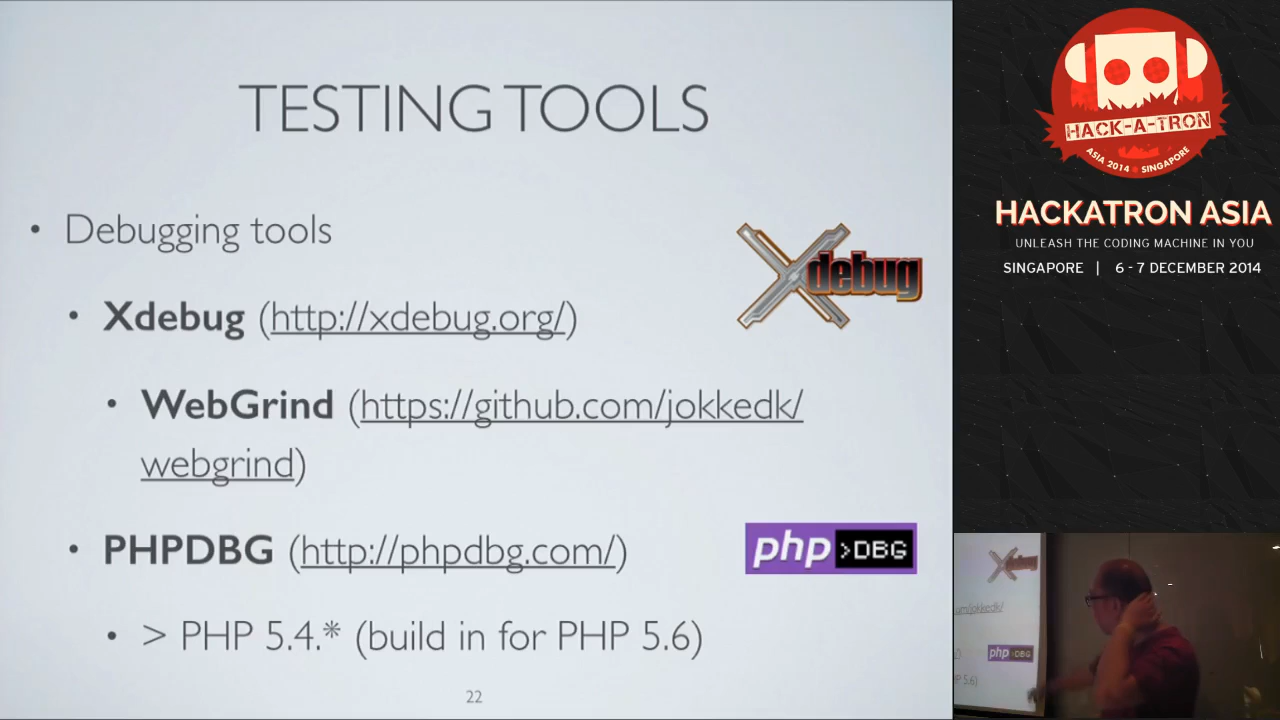 TESTING TOOLS
• Debugging tools
• Xdebug (http://xdebug.org/)
Xdebug
• WebGrind (https://github.com/jokkedk/
webgrind)
• PHPDBG (http://phpdbg.com/)
php >DBG
• > PHP 5.4.* (build in for PHP 5.6)
22
HACK-A-TRON
ASIA 2014 SINGAPORE
HACKATRON ASIA
UNLEASH THE CODING MACHINE IN YOU
SINGAPORE | 6 - 7 DECEMBER 2014
php >DBG